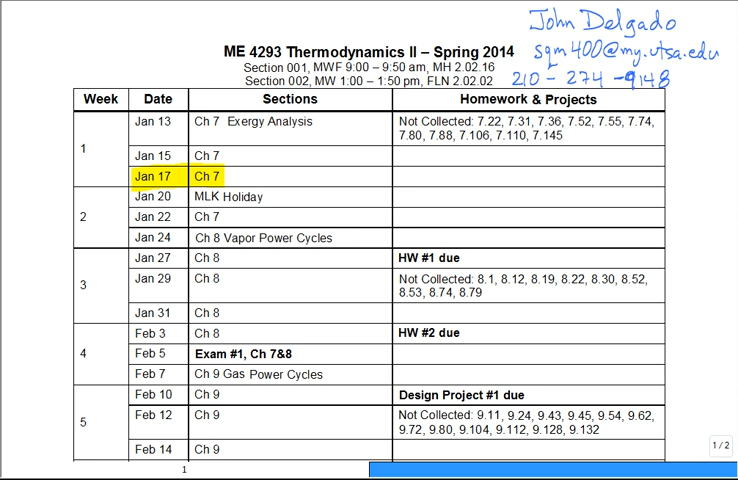 John Delgado
sqm400@my.utsa.edu
210-274-9148
ME 4293 Thermodynamics II – Spring 2014
Section 001, MWF 9:00 – 9:50 am, MH 2.02.16
Section 002, MW 1:00 – 1:50 pm, FLN 2.02.02
Week Date Sections Homework & Projects
1
Jan 13 Ch 7 Exergy Analysis Not Collected: 7.22, 7.31, 7.36, 7.52, 7.55, 7.74,
7.80, 7.88, 7.106, 7.110, 7.145
Jan 15 Ch 7
Jan 17 Ch 7
2
Jan 20 MLK Holiday
Jan 22 Ch 7
Jan 24 Ch 8 Vapor Power Cycles
3
Jan 27 Ch 8 HW #1 due
Jan 29 Ch 8 Not Collected: 8.1, 8.12, 8.19, 8.22, 8.30, 8.52,
8.53, 8.74, 8.79
Jan 31 Ch 8
4
Feb 3 Ch 8 HW #2 due
Feb 5 Exam #1, Ch 7&8
Feb 7 Ch 9 Gas Power Cycles
5
Feb 10 Ch 9 Design Project #1 due
Feb 12 Ch 9 Not Collected: 9.11, 9.24, 9.43, 9.45, 9.54, 9.62,
9.72, 9.80, 9.104, 9.112, 9.128, 9.132
Feb 14 Ch 9
1 / 2
1